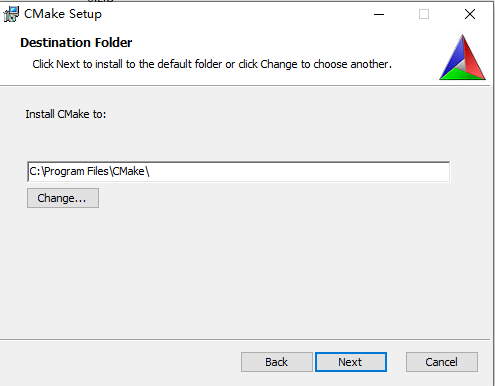 CMake Setup
Destination Folder
Click Next to install to the default folder or click Change to choose another.
Install CMake to:
C:\Program Files\CMake\
Change...
Back Next Cancel